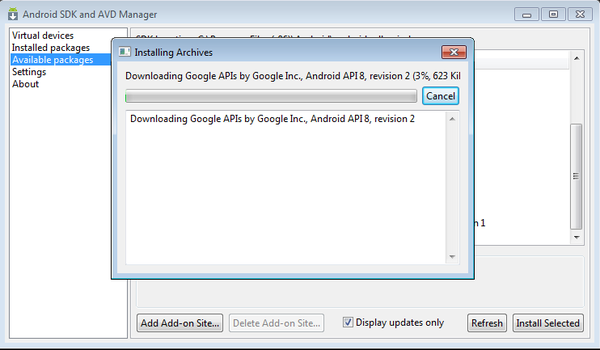 Android SDK and AVD Manager
Virtual devices
Installed packages
Available packages
Settings
About
Installing Archives
Downloading Google APIs by Google Inc., Android API 8, revision 2 (3%, 623 Kil
Cancel
Downloading Google APIs by Google Inc., Android API 8, revision 2
n 1
Add Add-on Site...
Delete Add-on Site...
Display updates only
Refresh
Install Selected